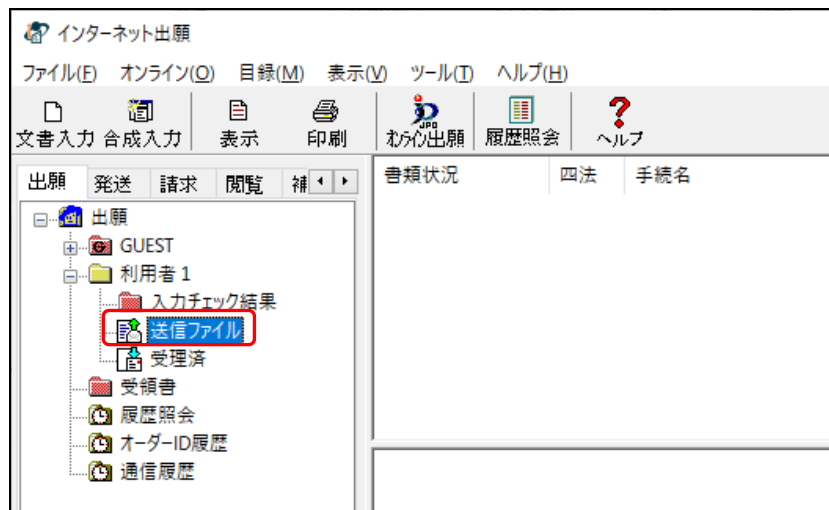 インターネット出願
ファイル(F) オンライン(O) 目録(M) 表示(V) ツール(T) ヘルプ(H)
文書入力 合成入力 表示 印刷 オンライン出願 履歴照会 ヘルプ
出願 発送 請求 閲覧 補
書類状況 四法 手続名
出願
GUEST
利用者1
入力チェック結果
送信ファイル
受理済
受領書
履歴照会
オーダーID履歴
通信履歴